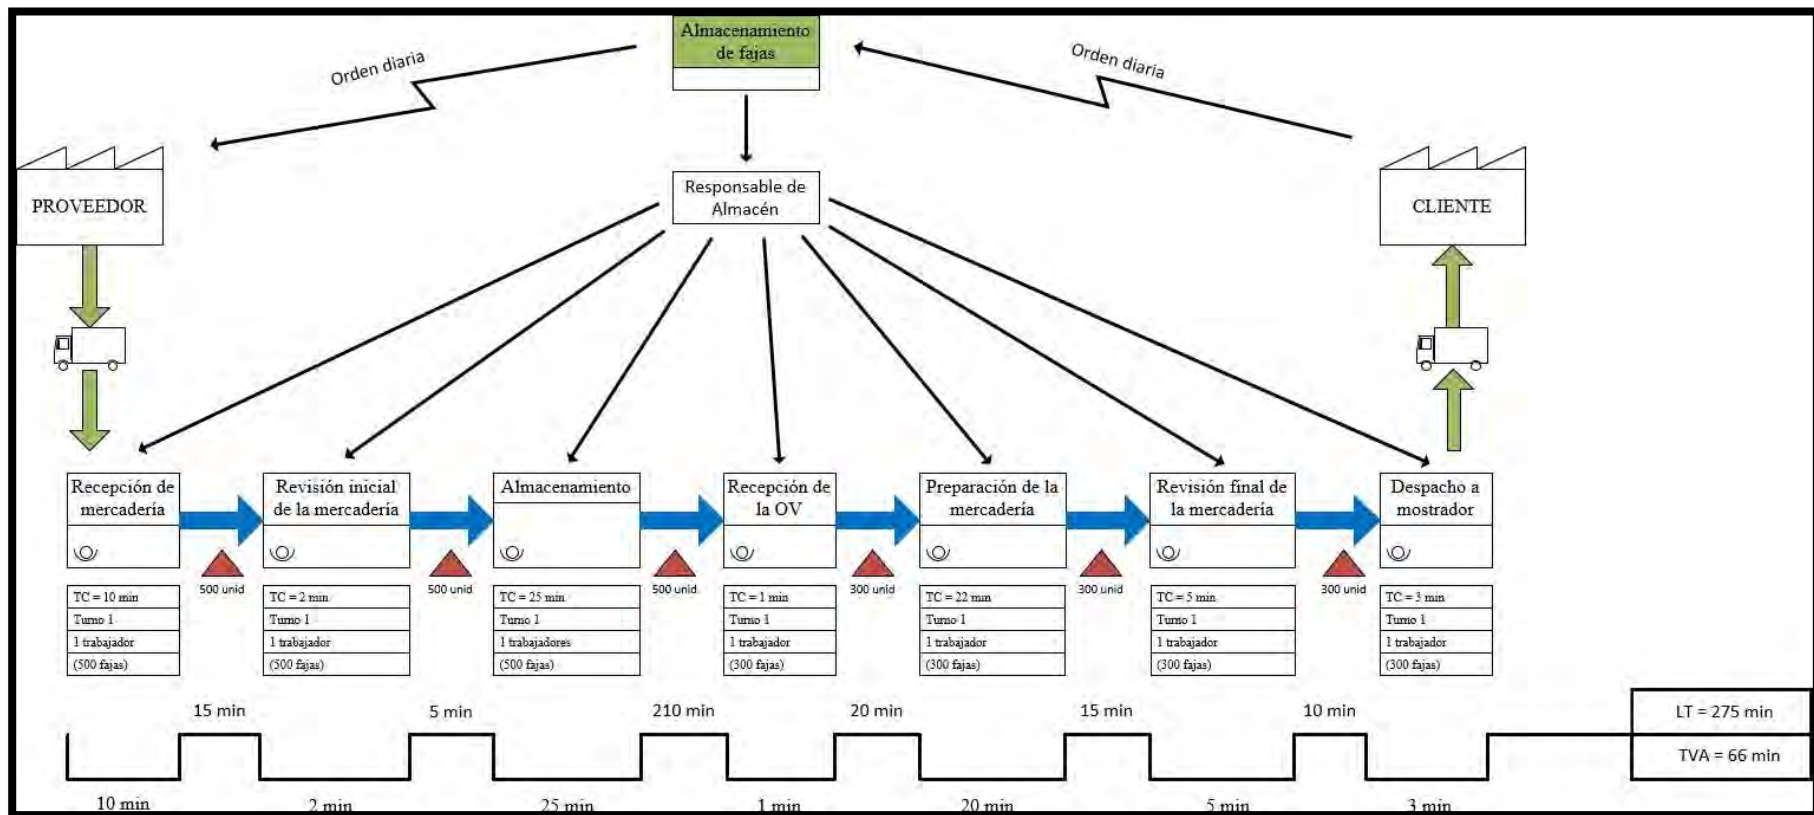 Almacenamiento
de fajas
Orden diaria
Orden diaria
PROVEEDOR
Responsable de
Almacén
CLIENTE
Recepción de
mercadería
Revisión inicial
de la mercadería
Almacenamiento
Recepción de
la OV
Preparación de la
mercadería
Revisión final de
la mercadería
Despacho a
mostrador
500 unid
500 unid
500 unid
300 unid
300 unid
300 unid
TC = 10 min
Turno 1
1 trabajador
(500 fajas)
TC = 2 min
Turno 1
1 trabajador
(500 fajas)
TC = 25 min
Turno 1
1 trabajadores
(500 fajas)
TC = 1 min
Turno 1
1 trabajador
(300 fajas)
TC = 22 min
Turno 1
1 trabajador
(300 fajas)
TC = 5 min
Turno 1
1 trabajador
(300 fajas)
TC = 3 min
Turno 1
1 trabajador
(300 fajas)
15 min
5 min
210 min
20 min
15 min
10 min
LT = 275 min
TVA = 66 min
10 min
2 min
25 min
1 min
20 min
5 min
3 min